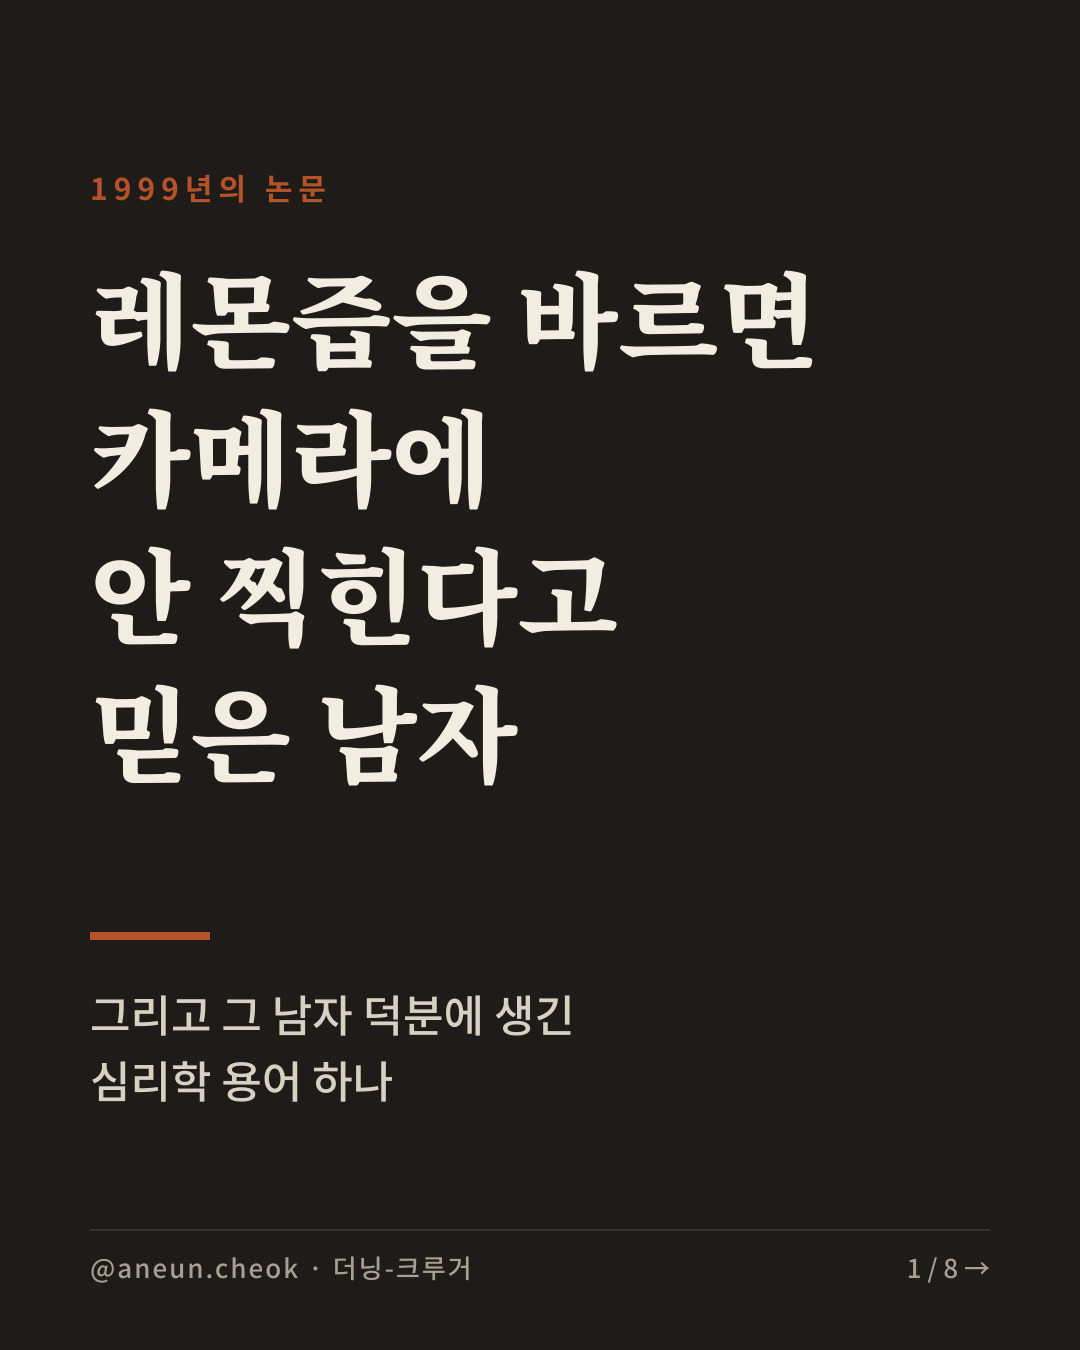 1999년의 논문
레몬즙을 바르면
카메라에
안 찍힌다고
믿은 남자
그리고 그 남자 덕분에 생긴
심리학 용어 하나
@aneun.cheok · 더닝-크루거
1/8→